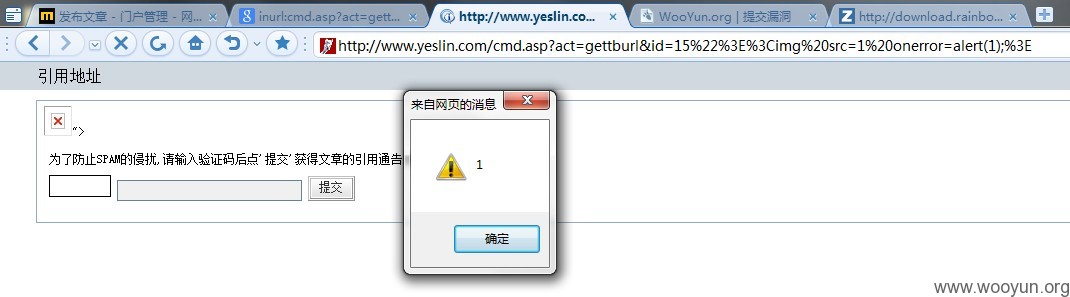 发布文章 - 门户管理 - 网...
inurl:cmd.asp?act=gett...
http://www.yeslin.co...
WooYun.org | 提交漏洞
http://download.rainbo...
http://www.yeslin.com/cmd.asp?act=gettburl&id=15%22%3E%3Cimg%20src=1%20onerror=alert(1);%3E
引用地址
来自网页的消息
1
确定
">
为了防止SPAM的侵扰,请输入验证码后点'提交'获得文章的引用通告
提交
www.wooyun.org